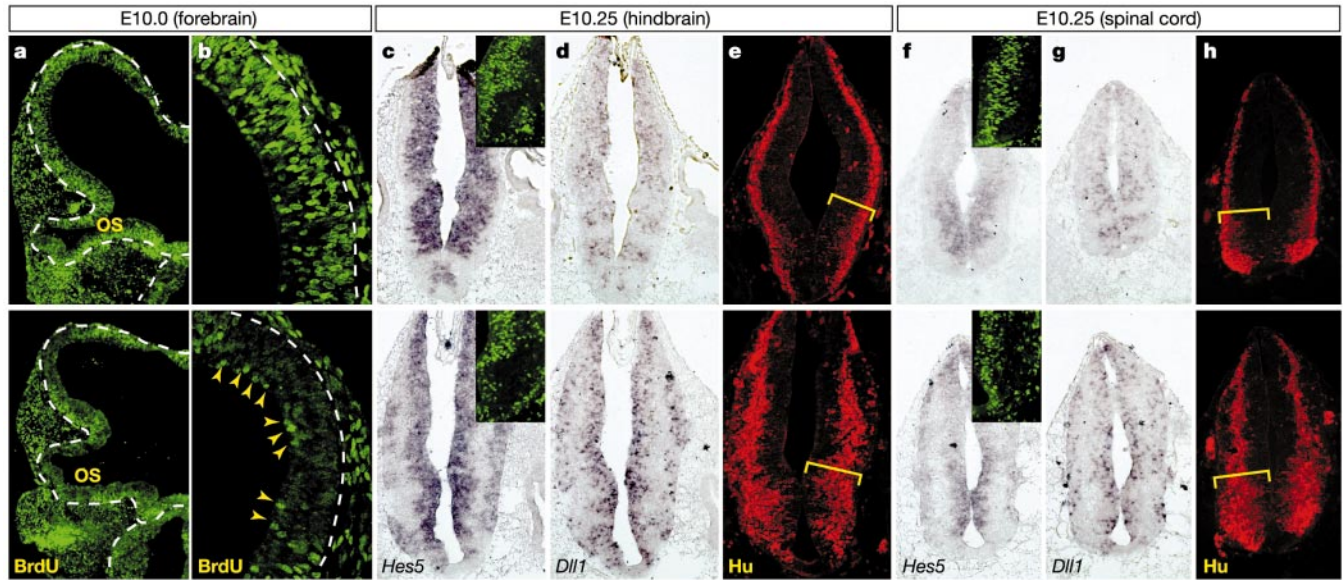 E10.0 (forebrain) E10.25 (hindbrain) E10.25 (spinal cord)
a b c d e f g h
OS
OS
BrdU BrdU Hes5 Dll1 Hu Hes5 Dll1 Hu